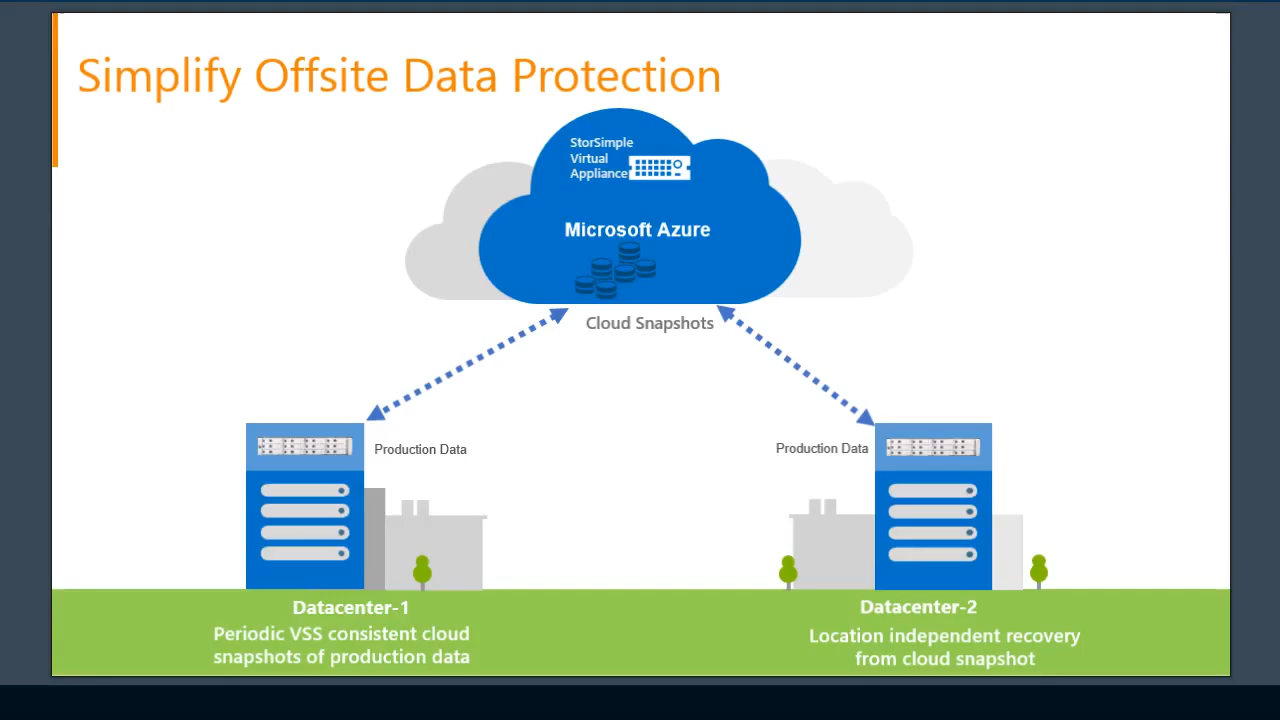 Simplify Offsite Data Protection
StorSimple
Virtual
Appliance
Microsoft Azure
Cloud Snapshots
Production Data
Production Data
Datacenter-1
Periodic VSS consistent cloud
snapshots of production data
Datacenter-2
Location independent recovery
from cloud snapshot